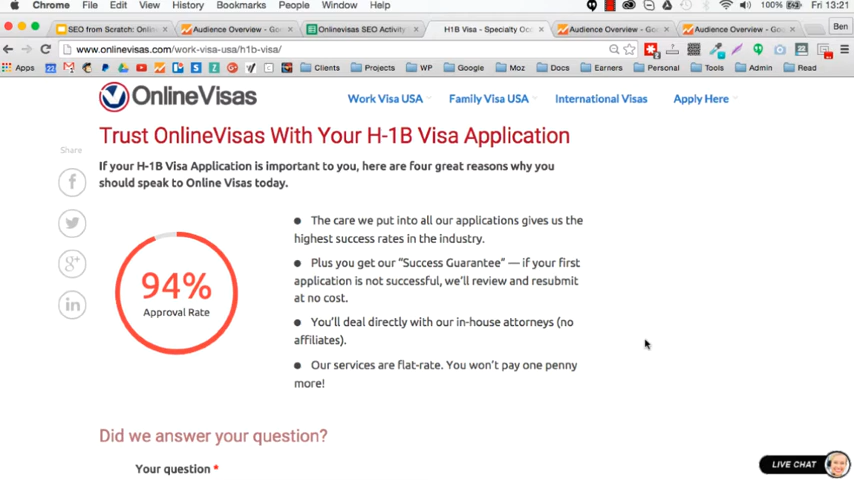 Chrome File Edit View History Bookmarks People Window Help 100% Fri 13:21
SEO from Scratch: OnlineVi Audience Overview - Goog Onlinevisas SEO Activity H1B Visa - Specialty Occ Audience Overview - Goo Audience Overview - Goo Ben
www.onlinevisas.com/work-visa-usa/h1b-visa/
Apps Clients Projects WP Google Moz Docs Earners Personal Tools Admin Read
OnlineVisas Work Visa USA Family Visa USA International Visas Apply Here
Trust OnlineVisas With Your H-1B Visa Application
Share
If your H-1B Visa Application is important to you, here are four great reasons why you
should speak to Online Visas today.
94%
Approval Rate
● The care we put into all our applications gives us the
highest success rates in the industry.
● Plus you get our “Success Guarantee” — if your first
application is not successful, we’ll review and resubmit
at no cost.
● You’ll deal directly with our in-house attorneys (no
affiliates).
● Our services are flat-rate. You won’t pay one penny
more!
Did we answer your question?
Your question *
LIVE CHAT